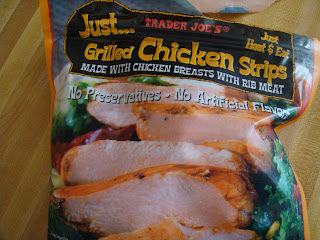 Just...
TRADER JOE'S®
Just
Heat & Eat
Grilled Chicken Strips
MADE WITH CHICKEN BREASTS WITH RIB MEAT
No Preservatives - No Artificial Flavor